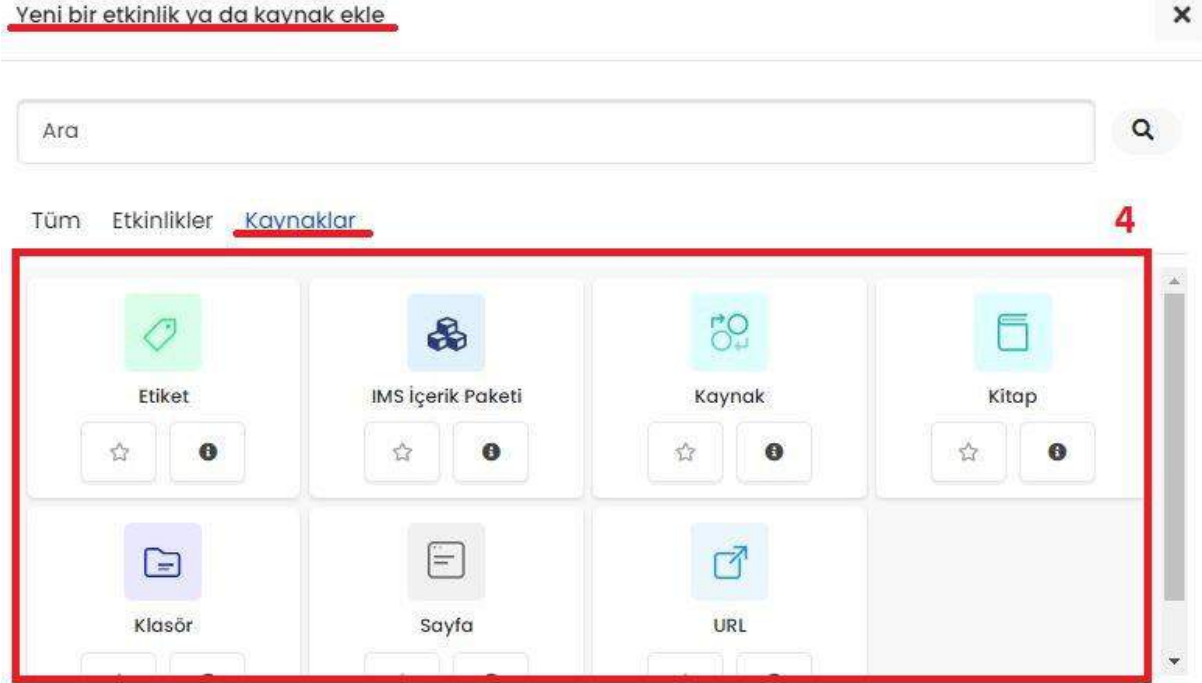 Yeni bir etkinlik ya da kaynak ekle
Ara
Tüm Etkinlikler Kaynaklar 4
Etiket IMS İçerik Paketi Kaynak Kitap
Klasör Sayfa URL